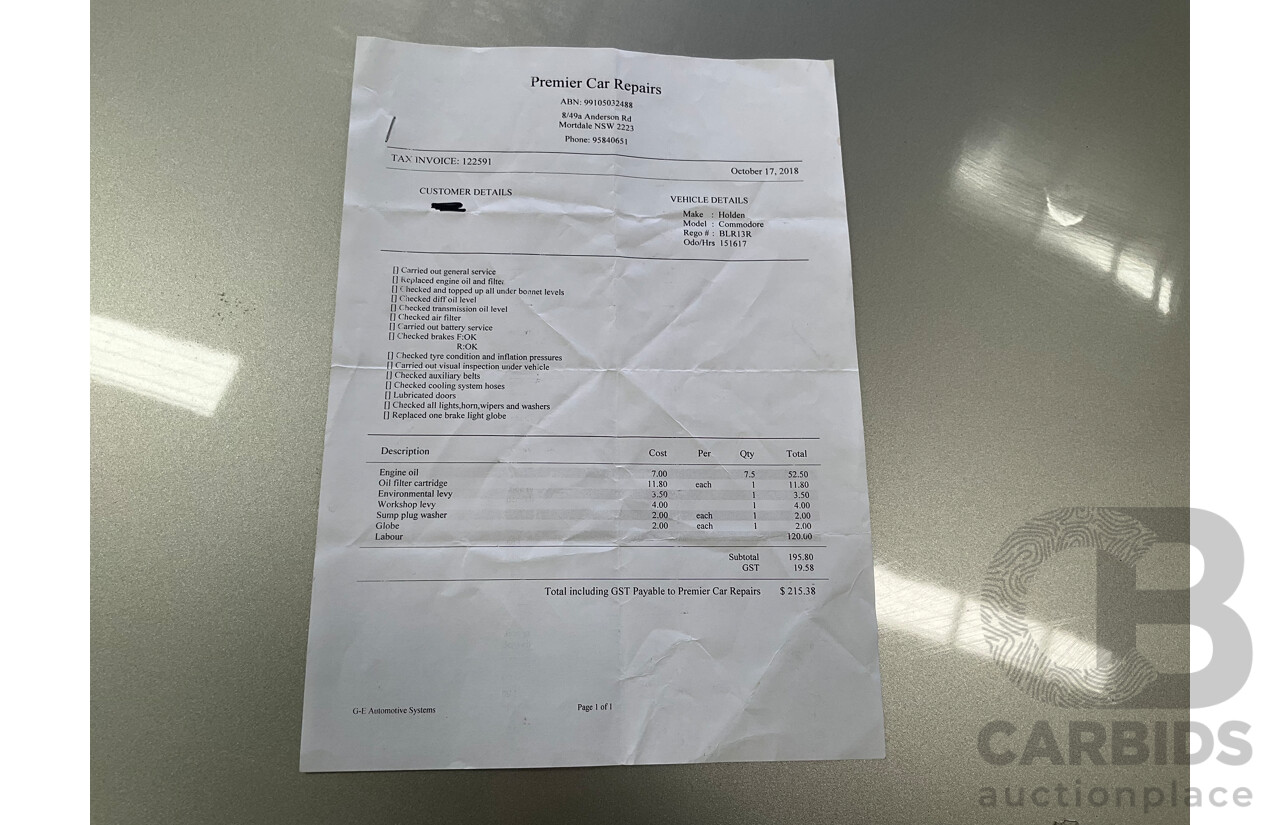 Premier Car Repairs
ABN: 99105032488
8/49a Anderson Rd
Mortdale NSW 2223
Phone: 95840651
TAX INVOICE: 122591
October 17, 2018
CUSTOMER DETAILS
VEHICLE DETAILS
Make : Holden
Model : Commodore
Rego # : BLR13R
Odo/Hrs 151617
[] Carried out general service
[] Replaced engine oil and filter
[] Checked and topped up all under bonnet levels
[] Checked diff oil level
[] Checked transmission oil level
[] Checked air filter
[] Carried out battery service
[] Checked brakes F:OK
R:OK
[] Checked tyre condition and inflation pressures
[] Carried out visual inspection under vehicle
[] Checked auxiliary belts
[] Checked cooling system hoses
[] Lubricated doors
[] Checked all lights,horn,wipers and washers
[] Replaced one brake light globe
Description Cost Per Qty Total
Engine oil 7.00 7.5 52.50
Oil filter cartridge 11.80 each 1 11.80
Environmental levy 3.50 1 3.50
Workshop levy 4.00 1 4.00
Sump plug washer 2.00 each 1 2.00
Globe 2.00 each 1 2.00
Labour 120.00
Subtotal 195.80
GST 19.58
Total including GST Payable to Premier Car Repairs $ 215.38
G-E Automotive Systems
Page 1 of 1
CB
CARBIDS
auctionplace